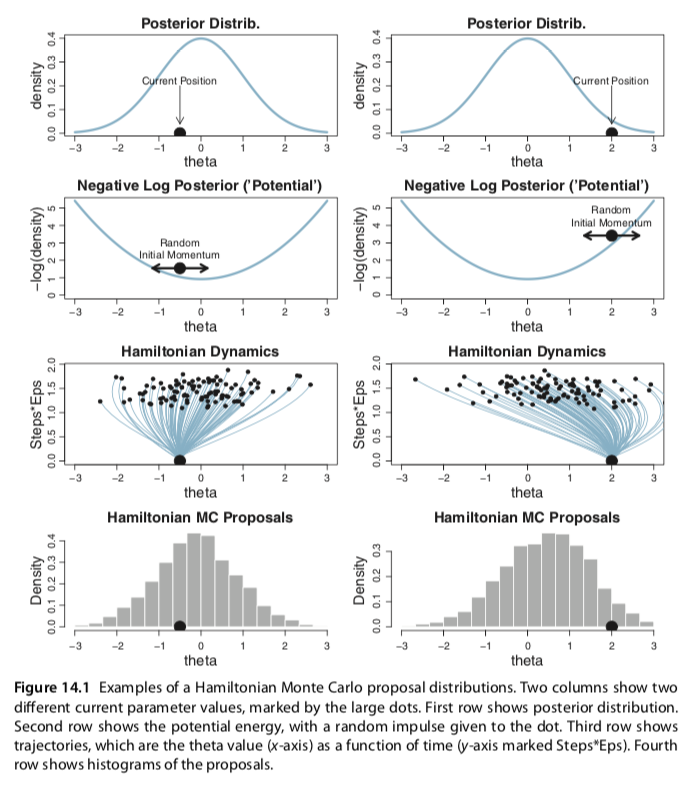 Posterior Distrib.
density
0.0 0.1 0.2 0.3 0.4
Current Position
−3 −2 −1 0 1 2 3
theta
Posterior Distrib.
density
0.0 0.1 0.2 0.3 0.4
Current Position
−3 −2 −1 0 1 2 3
theta
Negative Log Posterior ('Potential')
−log(density)
0 1 2 3 4 5
Random
Initial Momentum
−3 −2 −1 0 1 2 3
theta
Negative Log Posterior ('Potential')
−log(density)
0 1 2 3 4 5
Random
Initial Momentum
−3 −2 −1 0 1 2 3
theta
Hamiltonian Dynamics
Steps*Eps
0.0 0.5 1.0 1.5 2.0
−3 −2 −1 0 1 2 3
theta
Hamiltonian Dynamics
Steps*Eps
0.0 0.5 1.0 1.5 2.0
−3 −2 −1 0 1 2 3
theta
Hamiltonian MC Proposals
Density
0.0 0.1 0.2 0.3 0.4
−3 −2 −1 0 1 2 3
theta
Hamiltonian MC Proposals
Density
0.0 0.1 0.2 0.3
−3 −2 −1 0 1 2 3
theta
Figure 14.1 Examples of a Hamiltonian Monte Carlo proposal distributions. Two columns show two
different current parameter values, marked by the large dots. First row shows posterior distribution.
Second row shows the potential energy, with a random impulse given to the dot. Third row shows
trajectories, which are the theta value (x-axis) as a function of time (y-axis marked Steps*Eps). Fourth
row shows histograms of the proposals.